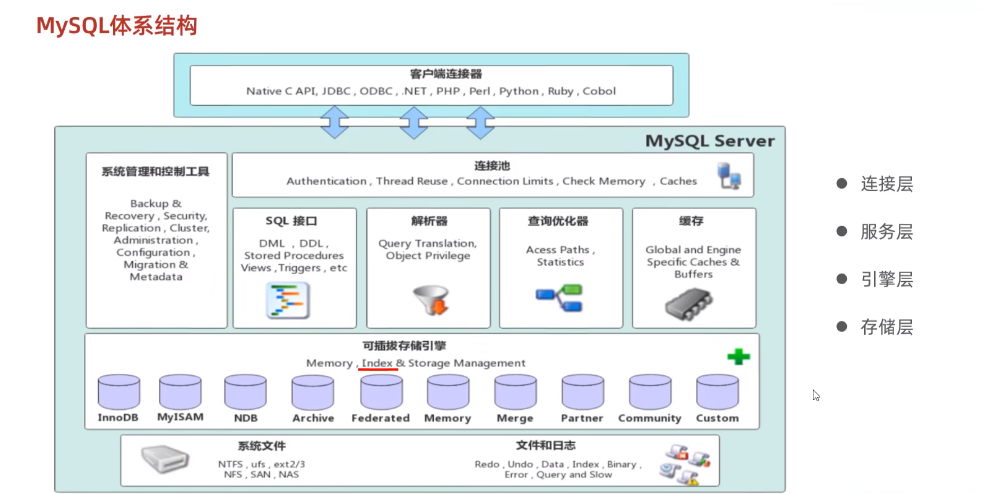 MySQL体系结构
客户端连接器
Native C API, JDBC , ODBC , .NET , PHP , Perl , Python , Ruby , Cobol
MySQL Server
系统管理和控制工具
Backup &
Recovery , Security,
Replication , Cluster,
Administration ,
Configuration ,
Migration &
Metadata
连接池
Authentication , Thread Reuse , Connection Limits , Check Memory , Caches
SQL 接口
DML , DDL ,
Stored Procedures
Views ,Triggers , etc
解析器
Query Translation,
Object Privilege
查询优化器
Acess Paths ,
Statistics
缓存
Global and Engine
Specific Caches &
Buffers
可插拔存储引擎
Memory , Index & Storage Management
InnoDB
MyISAM
NDB
Archive
Federated
Memory
Merge
Partner
Community
Custom
系统文件
NTFS , ufs , ext2/3
NFS , SAN , NAS
文件和日志
Redo , Undo , Data , Index , Binary ,
Error , Query and Slow
连接层
服务层
引擎层
存储层